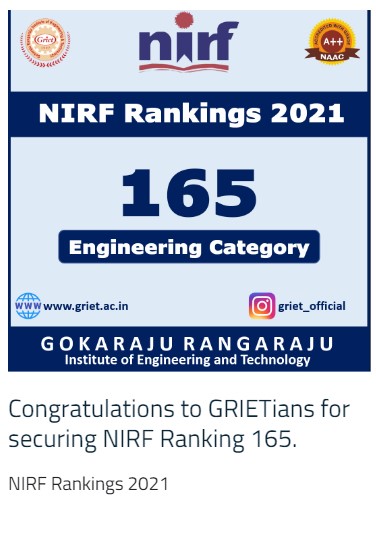 Griet
nirf
A++
NAAC
NIRF Rankings 2021
165
Engineering Category
WWW www.griet.ac.in
griet_official
GOKARAJU RANGARAJU
Institute of Engineering and Technology
Congratulations to GRIETians for
securing NIRF Ranking 165.
NIRF Rankings 2021